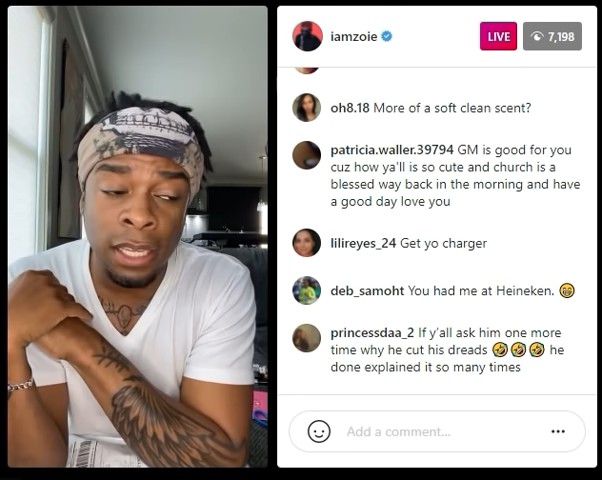 iamzoie
LIVE
7,198
oh8.18 More of a soft clean scent?
patricia.waller.39794 GM is good for you
cuz how ya'll is so cute and church is a
blessed way back in the morning and have
a good day love you
lilireyes_24 Get yo charger
deb_samoht You had me at Heineken. 😁
princessdaa_2 If y'all ask him one more
time why he cut his dreads 🤣🤣🤣 he
done explained it so many times
Add a comment...